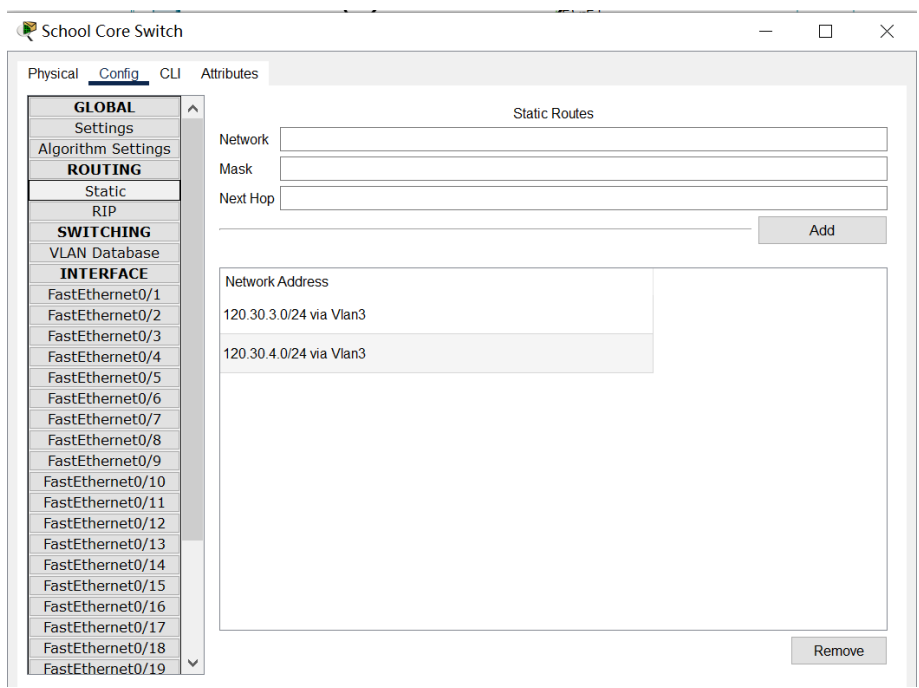 School Core Switch
Physical Config CLI Attributes
GLOBAL
Settings
Algorithm Settings
ROUTING
Static
RIP
SWITCHING
VLAN Database
INTERFACE
FastEthernet0/1
FastEthernet0/2
FastEthernet0/3
FastEthernet0/4
FastEthernet0/5
FastEthernet0/6
FastEthernet0/7
FastEthernet0/8
FastEthernet0/9
FastEthernet0/10
FastEthernet0/11
FastEthernet0/12
FastEthernet0/13
FastEthernet0/14
FastEthernet0/15
FastEthernet0/16
FastEthernet0/17
FastEthernet0/18
FastEthernet0/19
Static Routes
Network
Mask
Next Hop
Add
Network Address
120.30.3.0/24 via Vlan3
120.30.4.0/24 via Vlan3
Remove